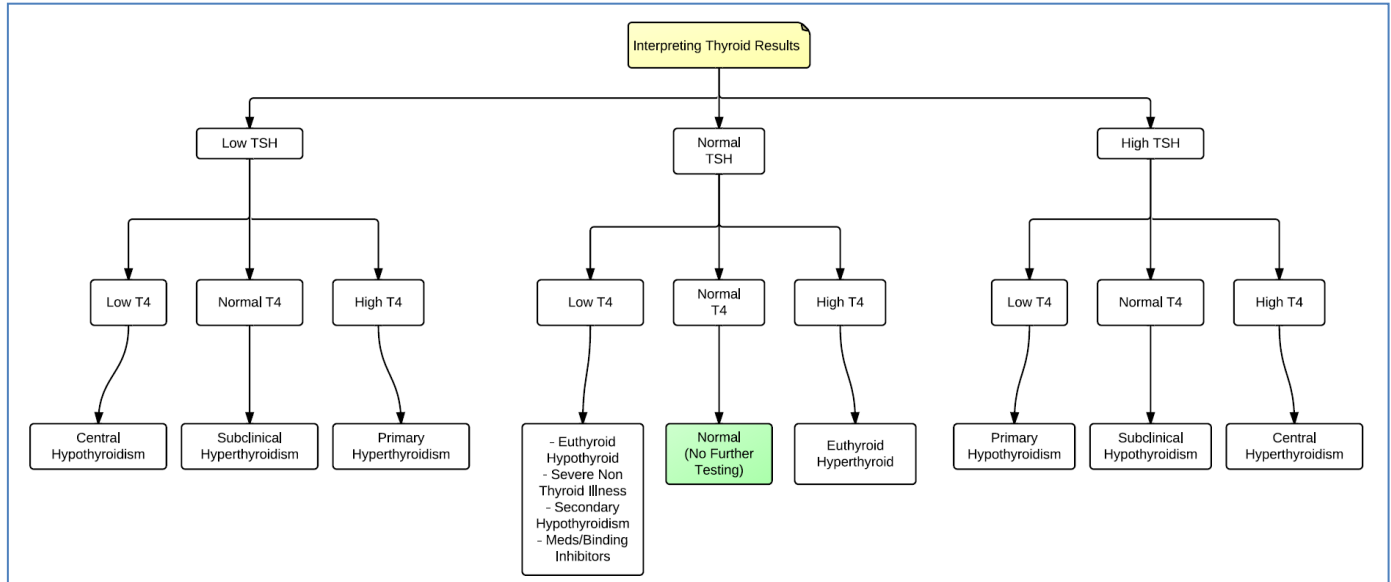 Interpreting Thyroid Results
Low TSH
Normal
TSH
High TSH
Low T4
Normal T4
High T4
Low T4
Normal
T4
High T4
Low T4
Normal T4
High T4
Central
Hypothyroidism
Subclinical
Hyperthyroidism
Primary
Hyperthyroidism
- Euthyroid
Hypothyroid
- Severe Non
Thyroid Illness
- Secondary
Hypothyroidism
- Meds/Binding
Inhibitors
Normal
(No Further
Testing)
Euthyroid
Hyperthyroid
Primary
Hypothyroidism
Subclinical
Hypothyroidism
Central
Hyperthyroidism